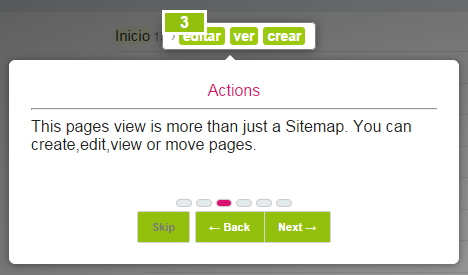 3
Inicio
editar ver crear
Actions
This pages view is more than just a Sitemap. You can
create,edit,view or move pages.
Skip ← Back Next →